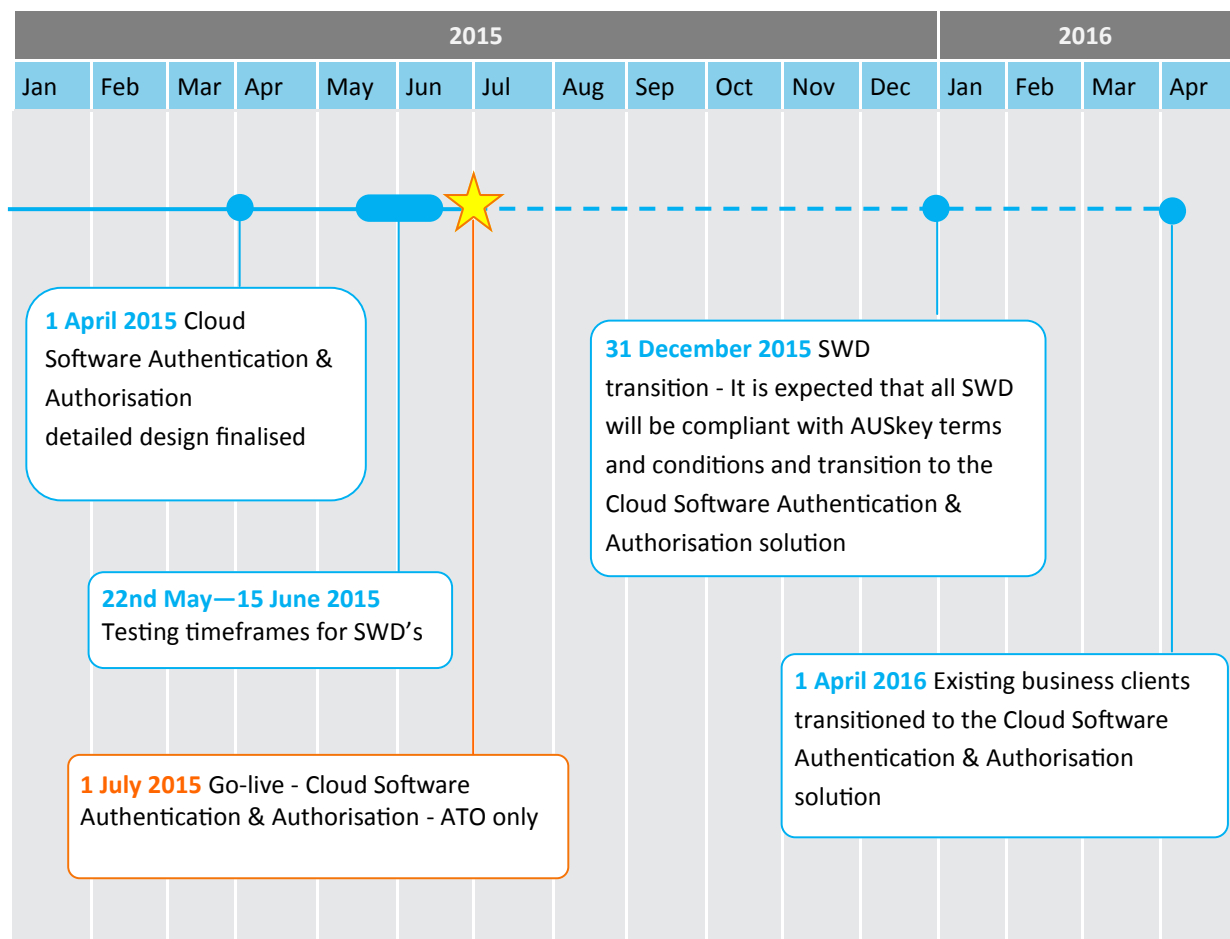 2015
2016
Jan
Feb
Mar
Apr
May
Jun
Jul
Aug
Sep
Oct
Nov
Dec
Jan
Feb
Mar
Apr
1 April 2015 Cloud
Software Authentication &
Authorisation
detailed design finalised
31 December 2015 SWD
transition - It is expected that all SWD
will be compliant with AUSkey terms
and conditions and transition to the
Cloud Software Authentication &
Authorisation solution
22nd May—15 June 2015
Testing timeframes for SWD's
1 April 2016 Existing business clients
transitioned to the Cloud Software
Authentication & Authorisation
solution
1 July 2015 Go-live - Cloud Software
Authentication & Authorisation - ATO only